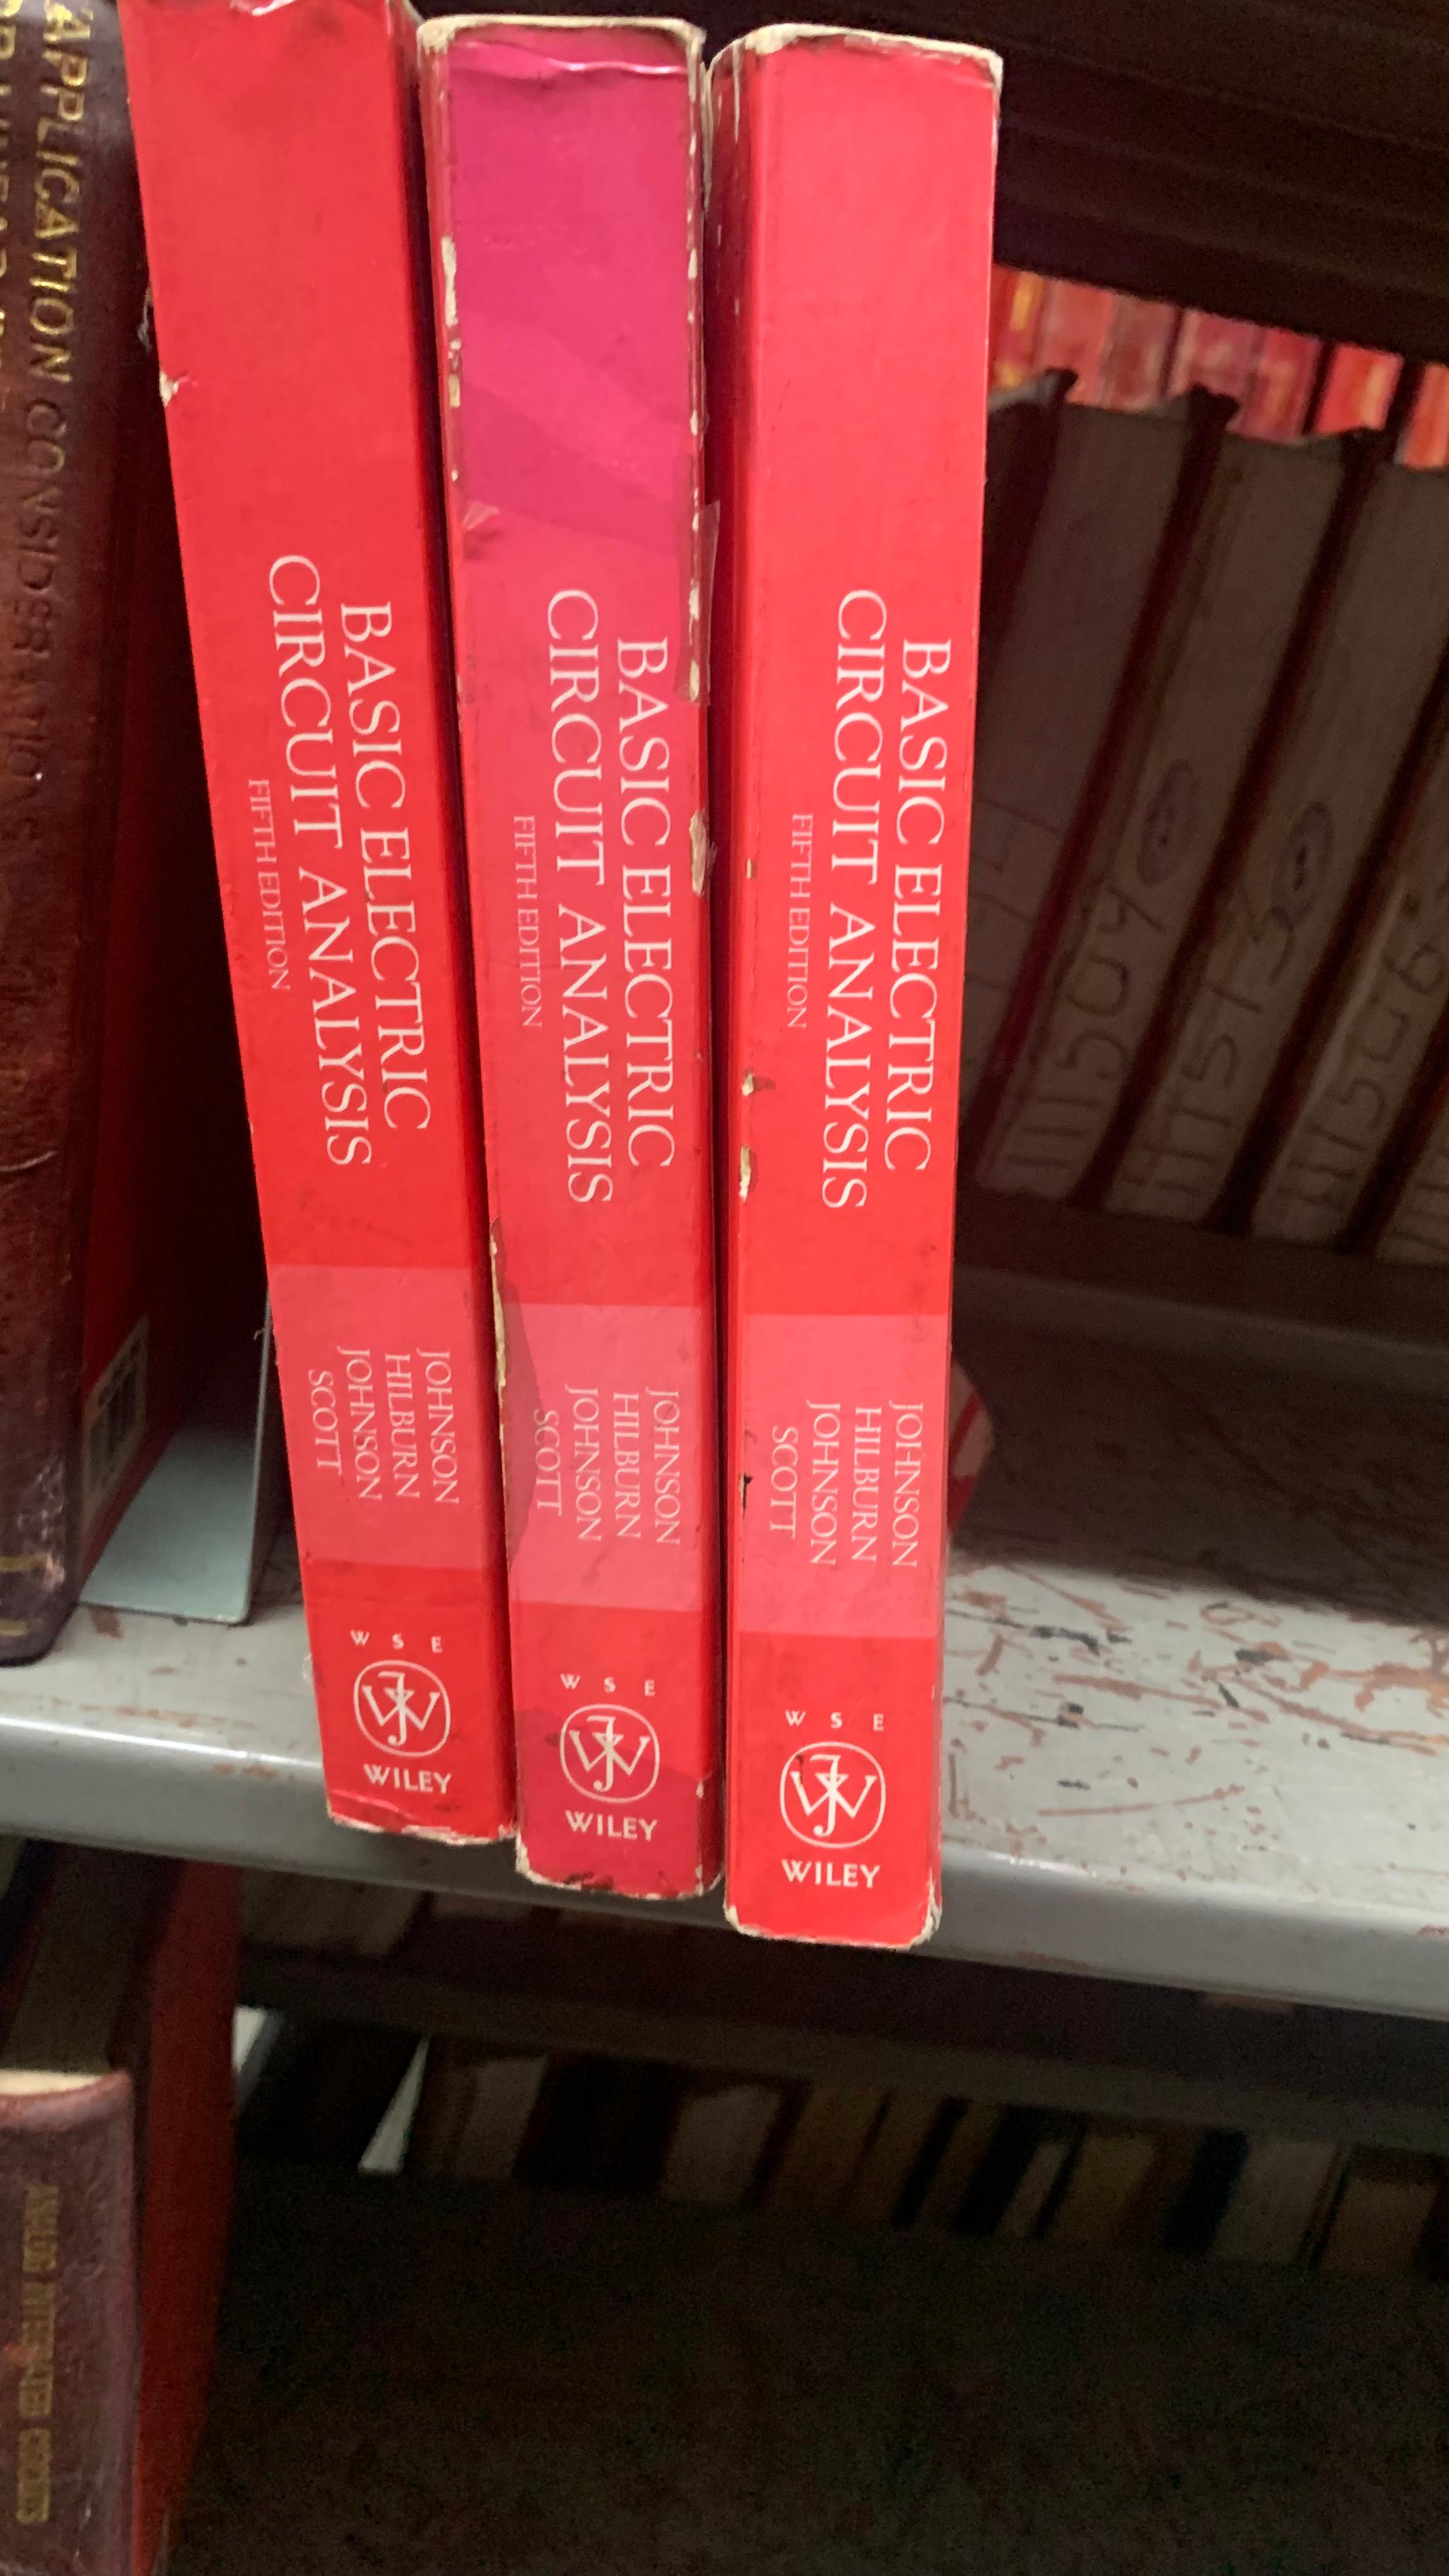 APPLICATION CONSIDERATIONS
BASIC ELECTRIC
CIRCUIT ANALYSIS
FIFTH EDITION
JOHNSON
HILBURN
JOHNSON
SCOTT
W S E
WILEY
BASIC ELECTRIC
CIRCUIT ANALYSIS
FIFTH EDITION
JOHNSON
HILBURN
JOHNSON
SCOTT
W S E
WILEY
BASIC ELECTRIC
CIRCUIT ANALYSIS
FIFTH EDITION
JOHNSON
HILBURN
JOHNSON
SCOTT
W S E
WILEY